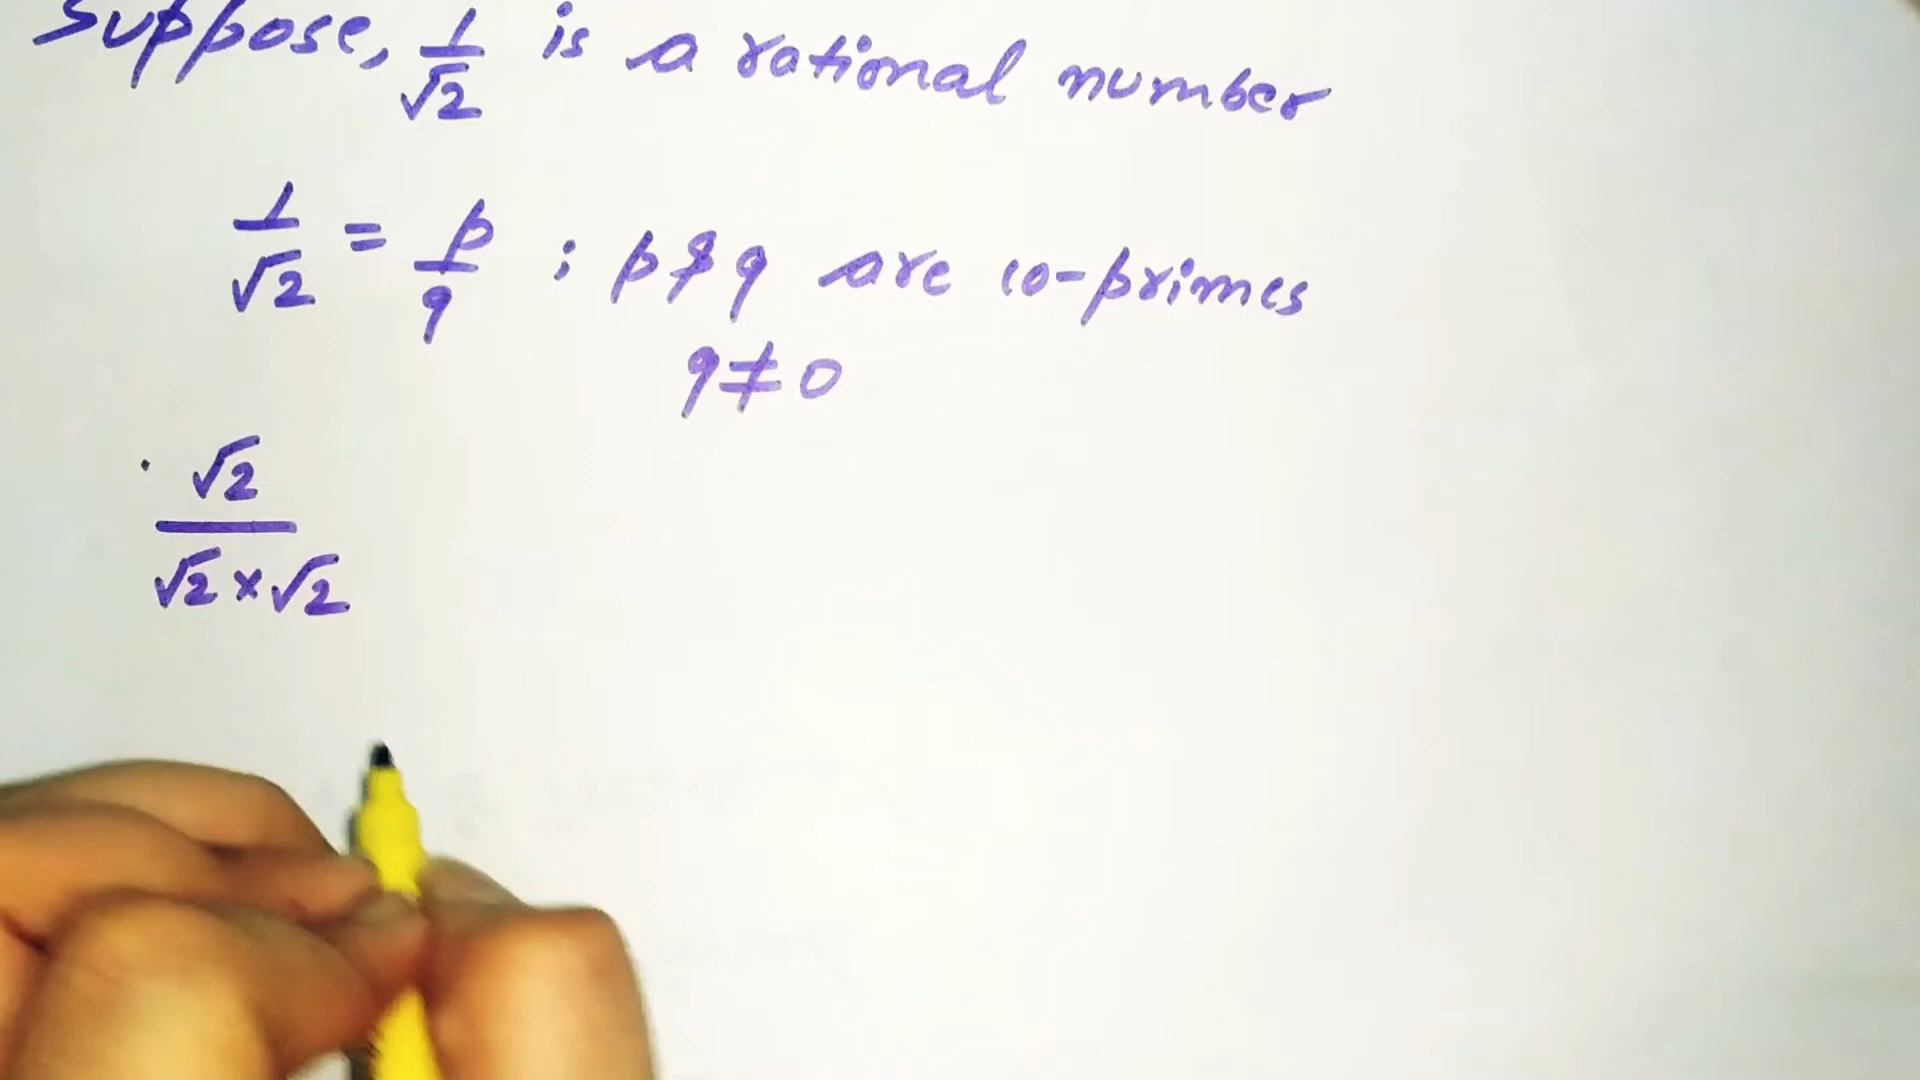 Suppose, 1/√2 is a rational number
1/√2 = p/q ; p & q are co-primes
q ≠ 0
√2/√2×√2